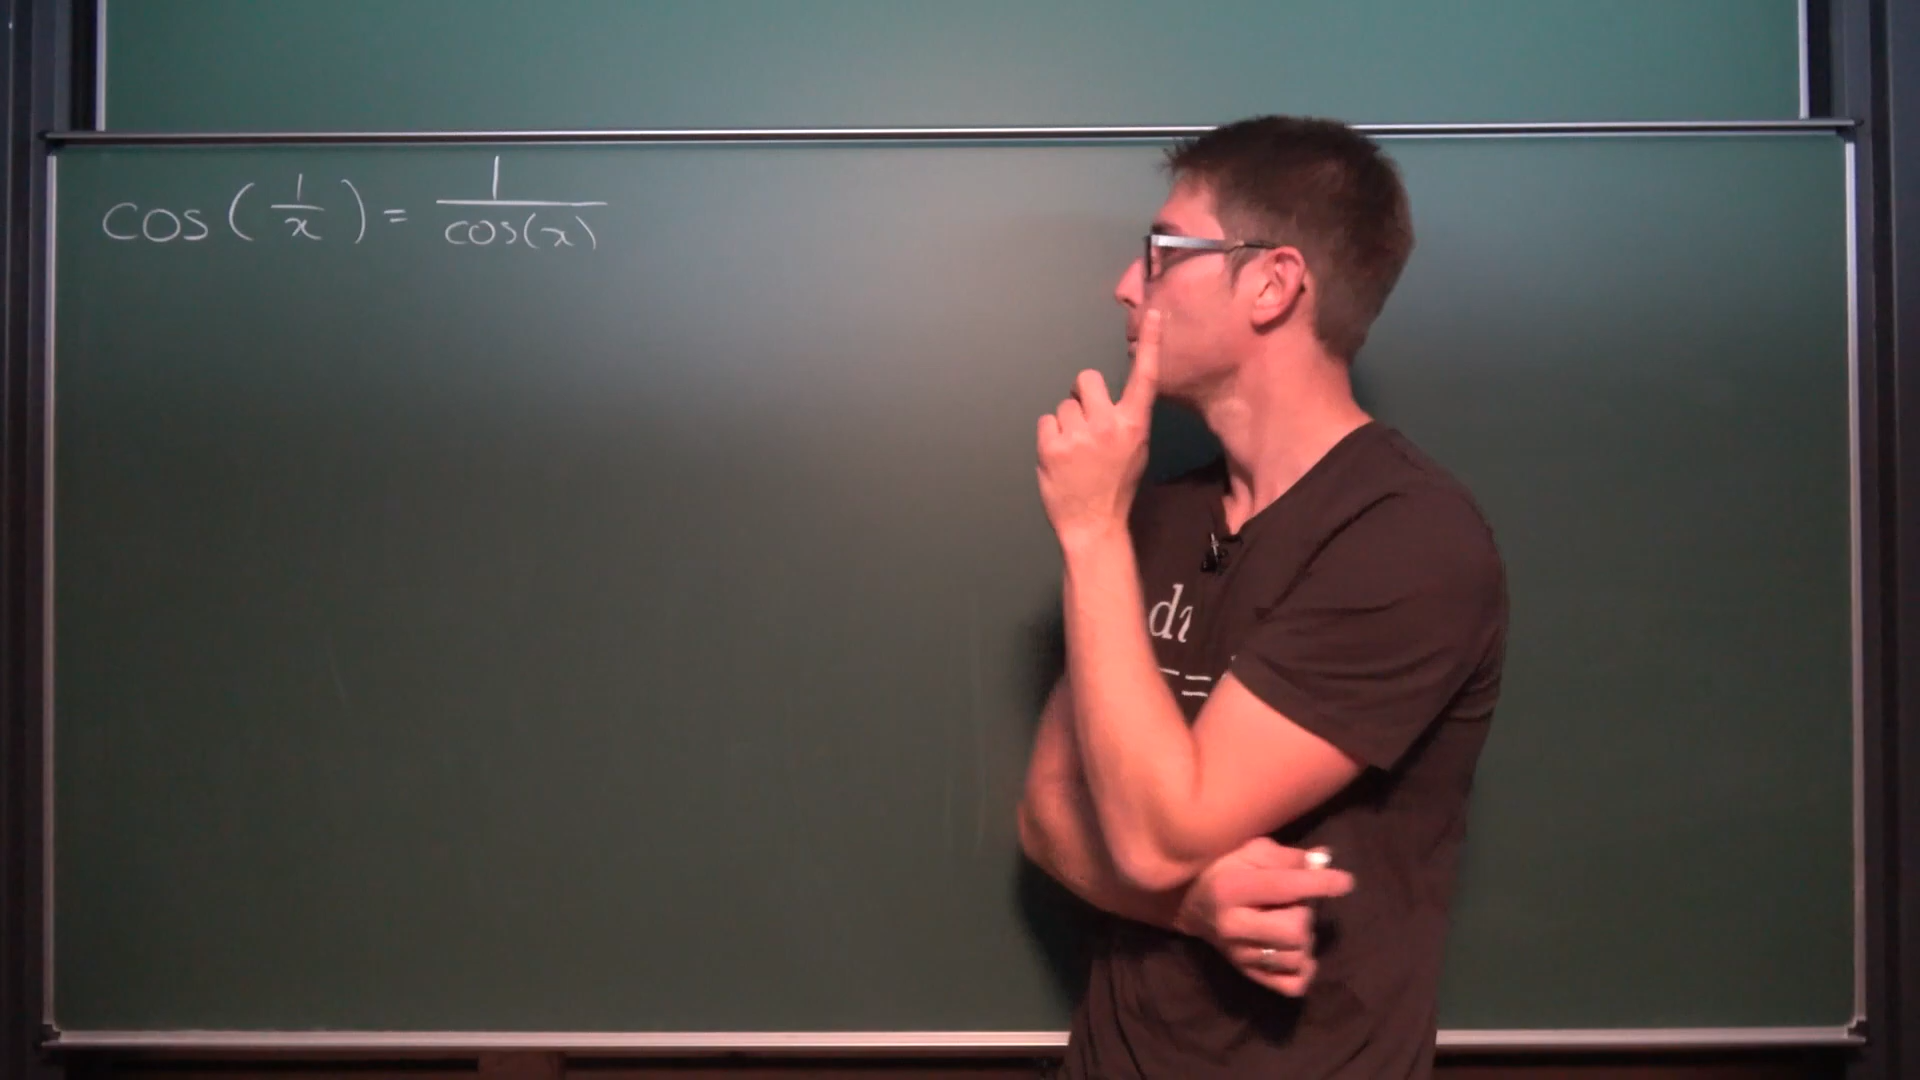 cos(1/x) = 1/cos(x)
=